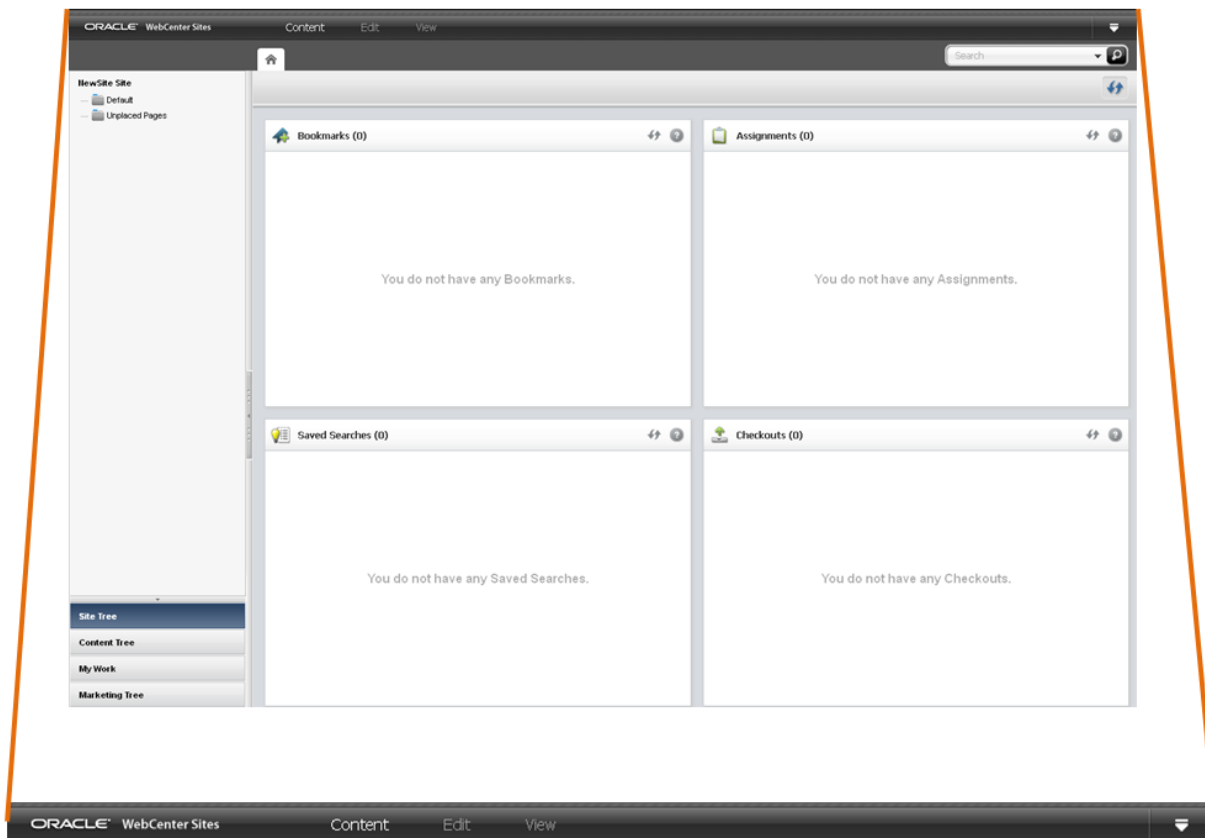 ORACLE® WebCenter Sites Content Edit View
Search
NewSite Site
Default
Unplaced Pages
Bookmarks (0)
Assignments (0)
You do not have any Bookmarks.
You do not have any Assignments.
Saved Searches (0)
Checkouts (0)
You do not have any Saved Searches.
You do not have any Checkouts.
Site Tree
Content Tree
My Work
Marketing Tree
ORACLE® WebCenter Sites Content Edit View